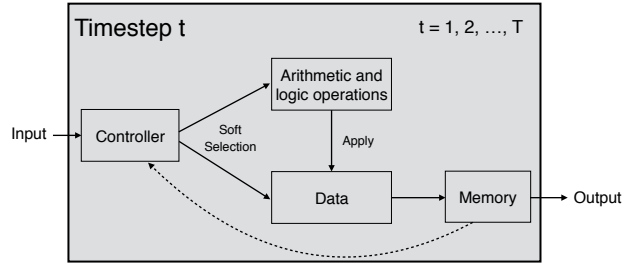 Timestep t
t = 1, 2, …, T
Arithmetic and
logic operations
Input
Controller
Soft
Selection
Apply
Data
Memory
Output